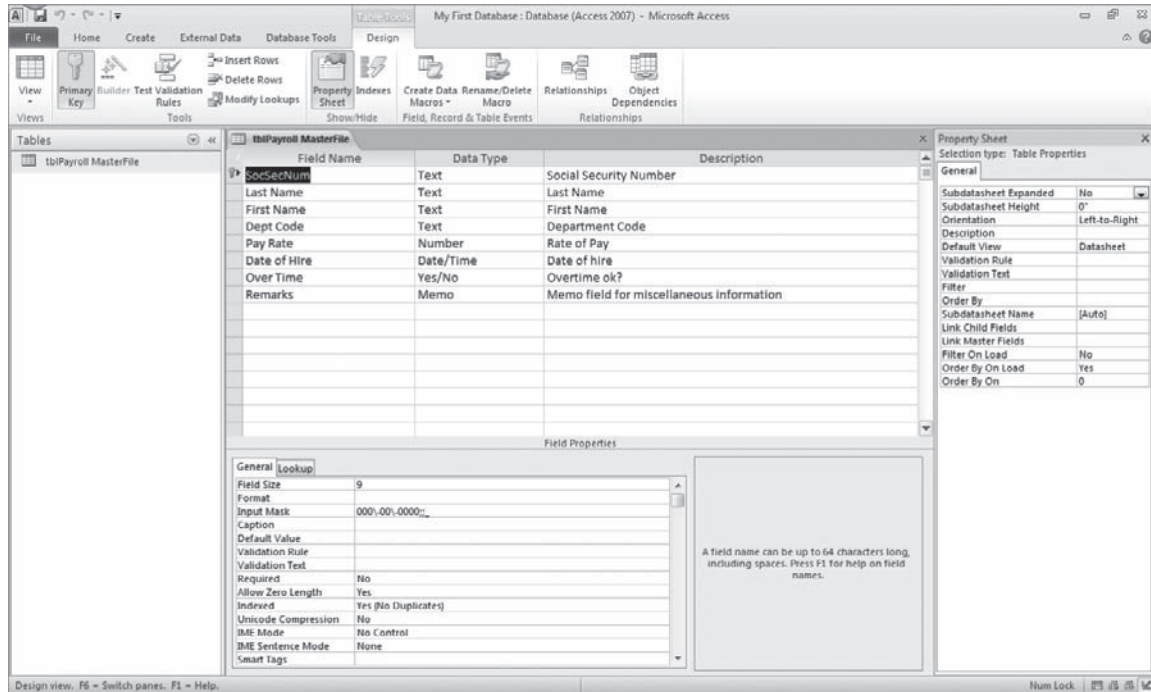 Table Tools
My First Database : Database (Access 2007) - Microsoft Access
File Home Create External Data Database Tools Design
View
Views
Primary Key
Builder
Test Validation Rules
Insert Rows
Delete Rows
Modify Lookups
Tools
Property Sheet
Indexes
Show/Hide
Create Data Macros
Rename/Delete Macro
Field, Record & Table Events
Relationships
Object Dependencies
Relationships
Tables
tblPayroll MasterFile
tblPayroll MasterFile
Field Name Data Type Description
SocSecNum Text Social Security Number
Last Name Text Last Name
First Name Text First Name
Dept Code Text Department Code
Pay Rate Number Rate of Pay
Date of Hire Date/Time Date of hire
Over Time Yes/No Overtime ok?
Remarks Memo Memo field for miscellaneous information
Field Properties
General Lookup
Field Size 9
Format
Input Mask 000\-00\-0000;;_
Caption
Default Value
Validation Rule
Validation Text
Required No
Allow Zero Length Yes
Indexed Yes (No Duplicates)
Unicode Compression No
IME Mode No Control
IME Sentence Mode None
Smart Tags
A field name can be up to 64 characters long,
including spaces. Press F1 for help on field
names.
Property Sheet
Selection type: Table Properties
General
Subdatasheet Expanded No
Subdatasheet Height 0"
Orientation Left-to-Right
Description
Default View Datasheet
Validation Rule
Validation Text
Filter
Order By
Subdatasheet Name [Auto]
Link Child Fields
Link Master Fields
Filter On Load No
Order By On Load Yes
Order By On 0
Design view. F6 = Switch panes. F1 = Help.
Num Lock